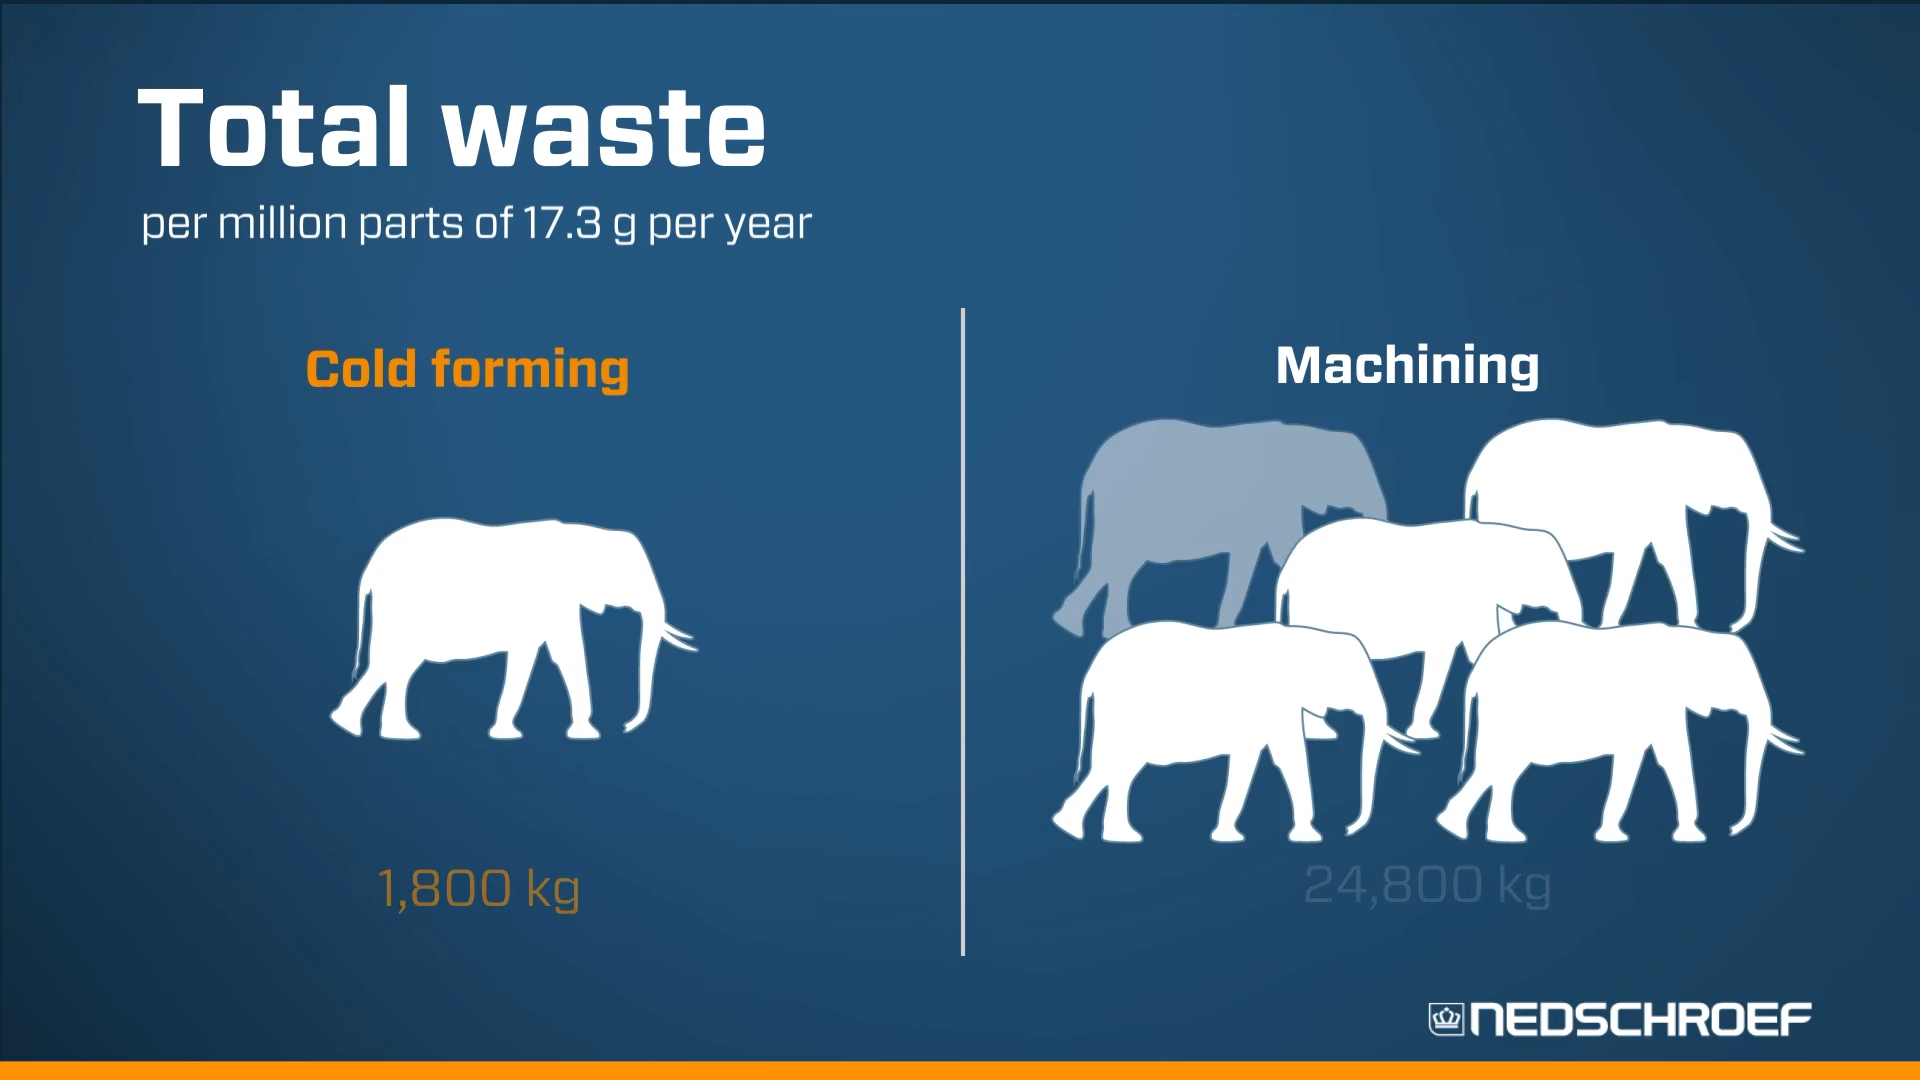 Total waste
per million parts of 17.3 g per year
Cold forming
Machining
1,800 kg
24,800 kg
NEDSCHROEF